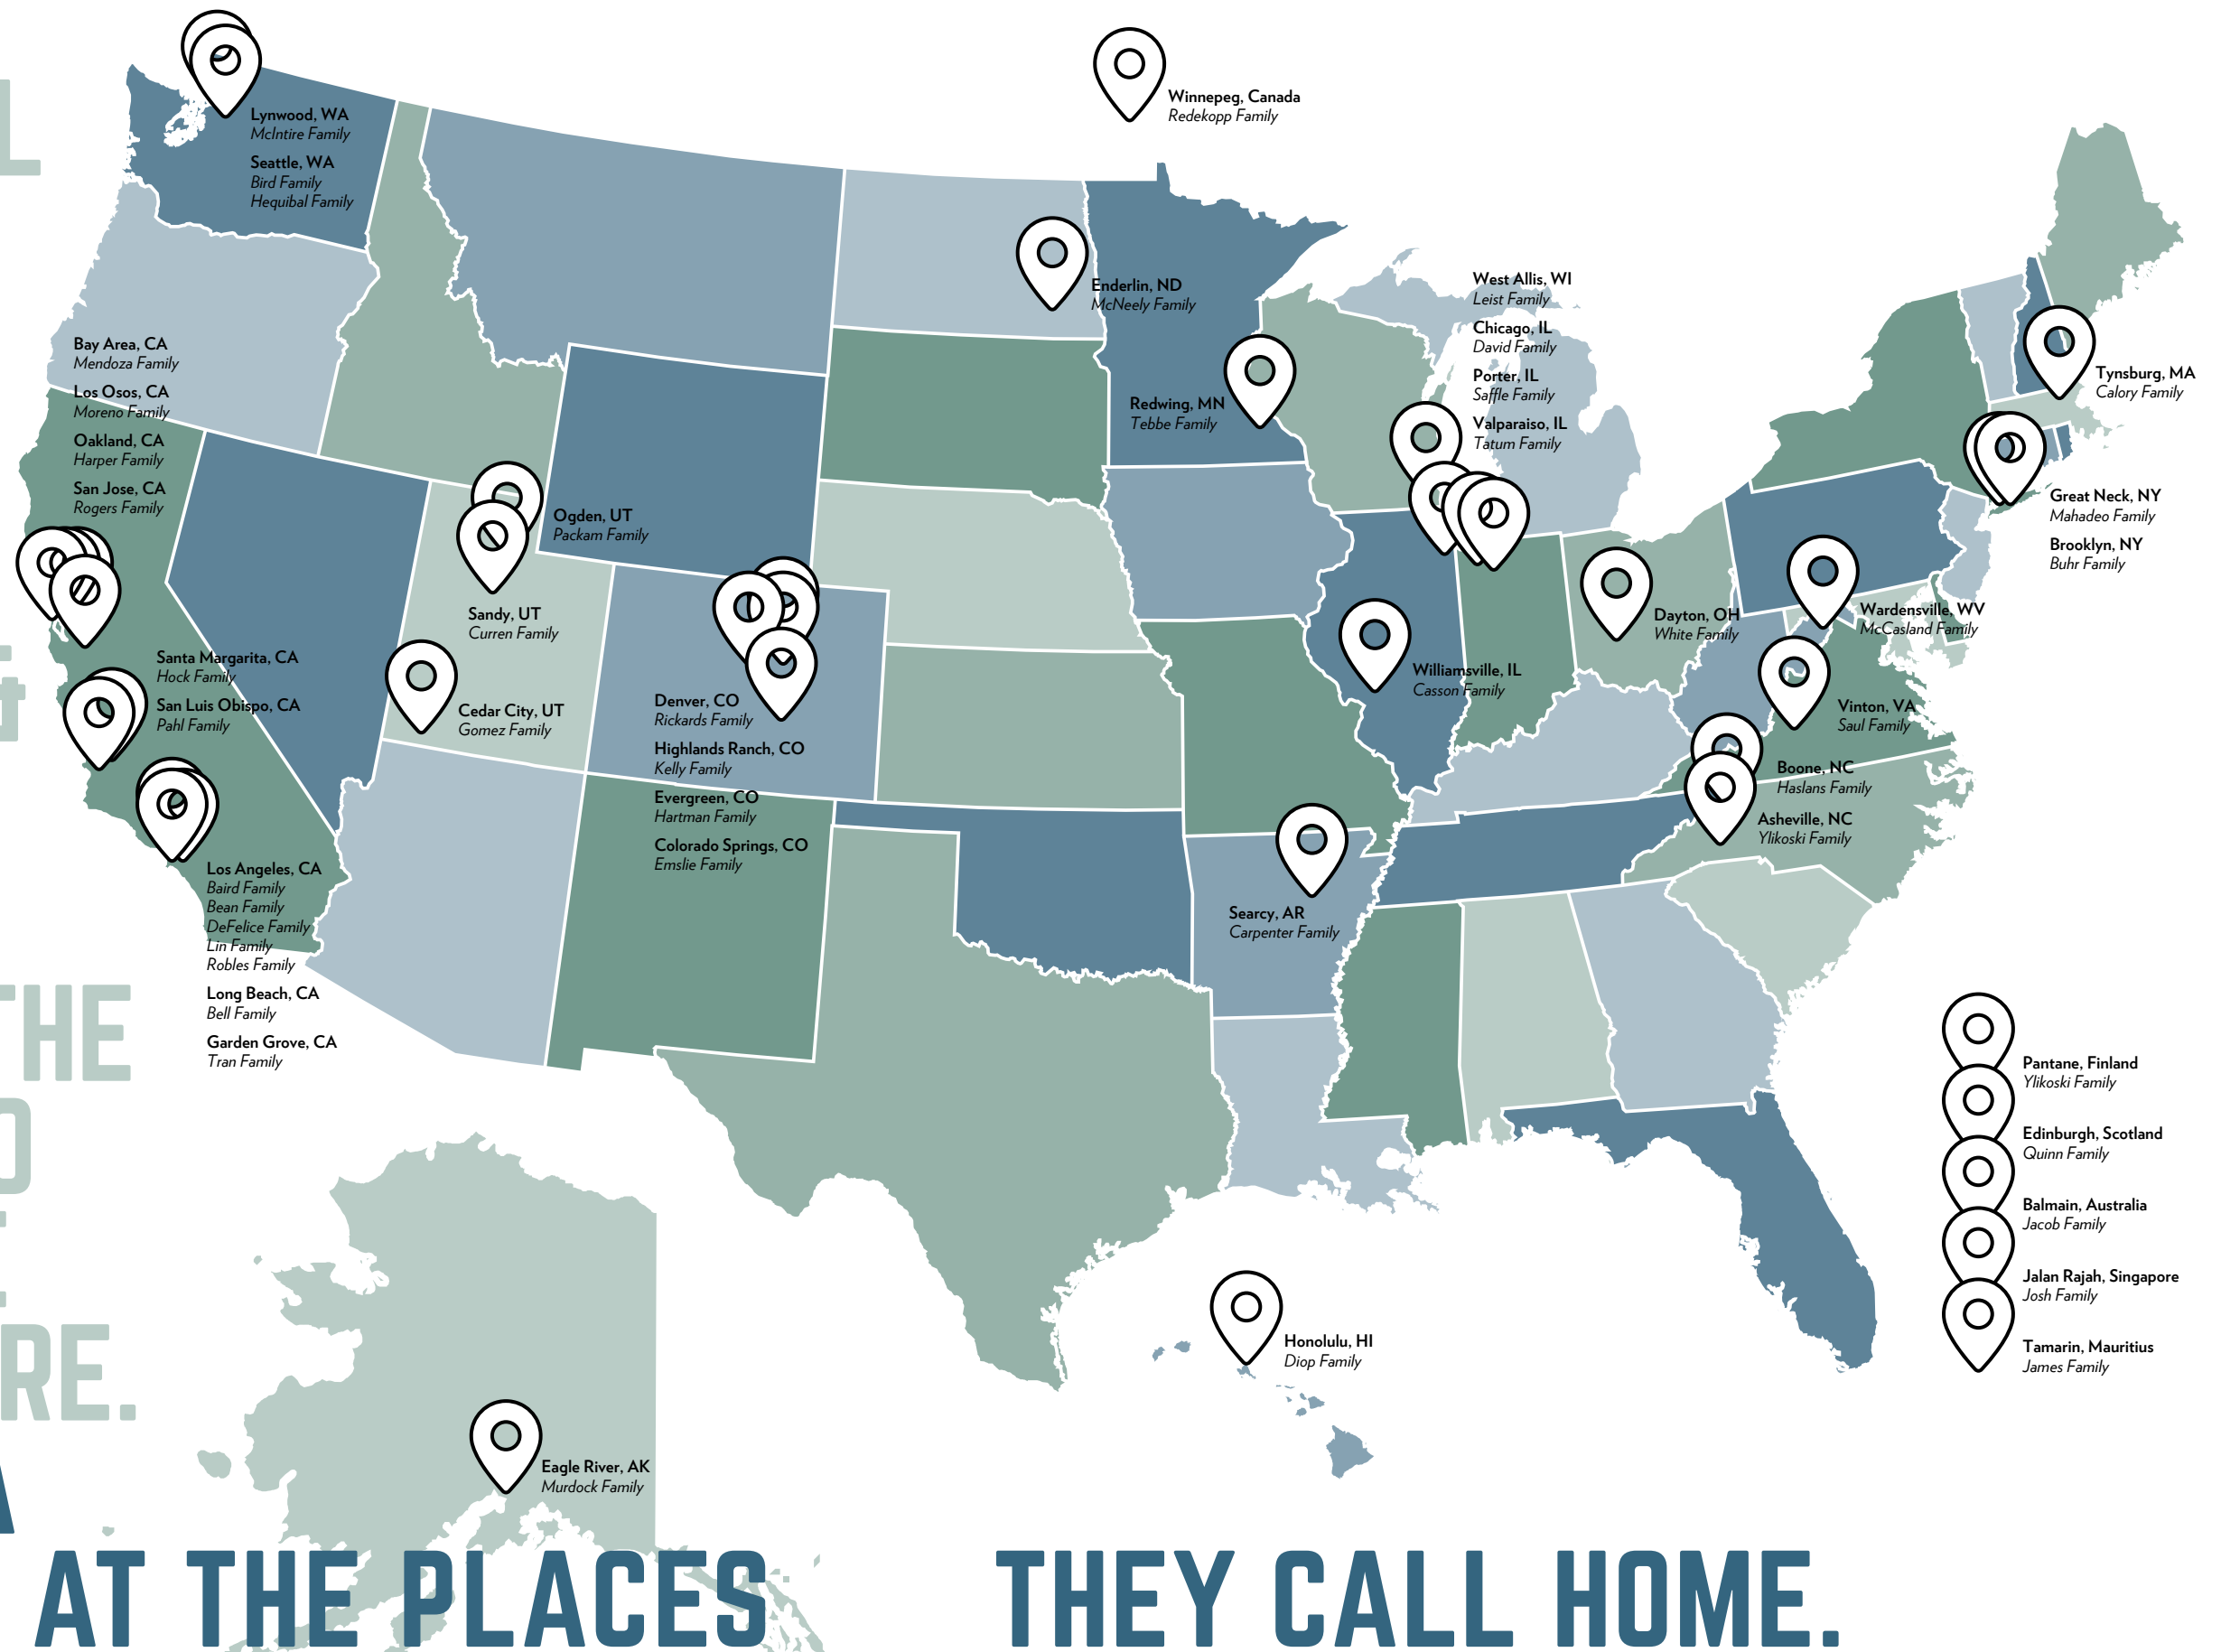 L
THE
O
RE.
Lynwood, WA
McIntire Family
Seattle, WA
Bird Family
Hequibal Family
Winnepeg, Canada
Redekopp Family
Enderlin, ND
McNeely Family
West Allis, WI
Leist Family
Chicago, IL
David Family
Porter, IL
Saffle Family
Valparaiso, IL
Tatum Family
Redwing, MN
Tebbe Family
Tynsburg, MA
Calory Family
Great Neck, NY
Mahadeo Family
Brooklyn, NY
Buhr Family
Bay Area, CA
Mendoza Family
Los Osos, CA
Moreno Family
Oakland, CA
Harper Family
San Jose, CA
Rogers Family
Ogden, UT
Packam Family
Sandy, UT
Curren Family
Cedar City, UT
Gomez Family
Santa Margarita, CA
Hock Family
San Luis Obispo, CA
Pahl Family
Denver, CO
Rickards Family
Highlands Ranch, CO
Kelly Family
Evergreen, CO
Hartman Family
Colorado Springs, CO
Emslie Family
Dayton, OH
White Family
Wardensville, WV
McCasland Family
Williamsville, IL
Casson Family
Vinton, VA
Saul Family
Boone, NC
Haslans Family
Asheville, NC
Ylikoski Family
Searcy, AR
Carpenter Family
Los Angeles, CA
Baird Family
Bean Family
DeFelice Family
Lin Family
Robles Family
Long Beach, CA
Bell Family
Garden Grove, CA
Tran Family
Pantane, Finland
Ylikoski Family
Edinburgh, Scotland
Quinn Family
Balmain, Australia
Jacob Family
Jalan Rajah, Singapore
Josh Family
Tamarin, Mauritius
James Family
Honolulu, HI
Diop Family
Eagle River, AK
Murdock Family
AT THE PLACES THEY CALL HOME.